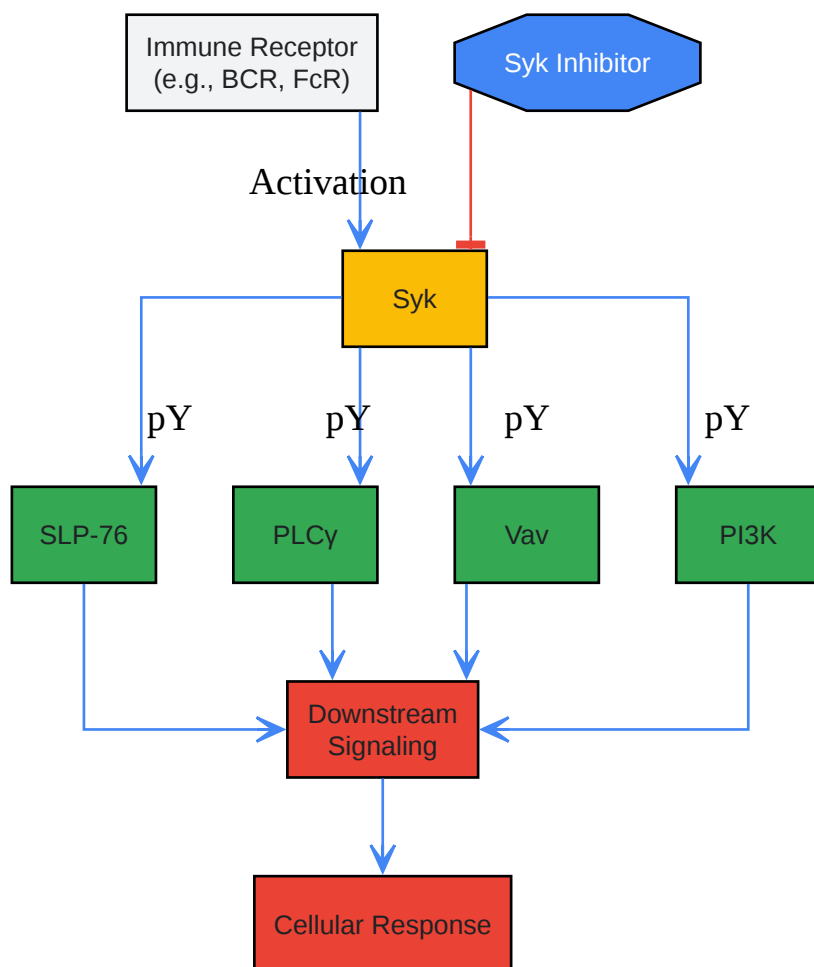 Immune Receptor
(e.g., BCR, FcR)
Syk Inhibitor
Activation
Syk
pY
pY
pY
pY
SLP-76
PLCγ
Vav
PI3K
Downstream
Signaling
Cellular Response